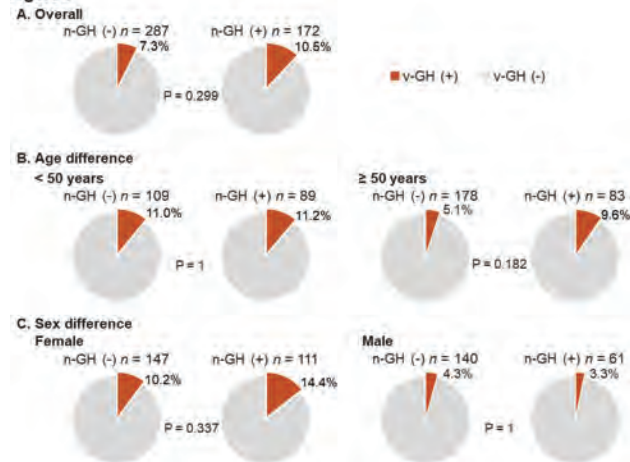 A. Overall
n-GH (-) n = 287
n-GH (+) n = 172
7.3%
10.5%
P = 0.299
v-GH (+)
v-GH (-)
B. Age difference
< 50 years
≥ 50 years
n-GH (-) n = 109
n-GH (+) n = 89
n-GH (-) n = 178
n-GH (+) n = 83
11.0%
11.2%
5.1%
9.6%
P = 1
P = 0.182
C. Sex difference
Female
Male
n-GH (-) n = 147
n-GH (+) n = 111
n-GH (-) n = 140
n-GH (+) n = 61
10.2%
14.4%
4.3%
3.3%
P = 0.337
P = 1